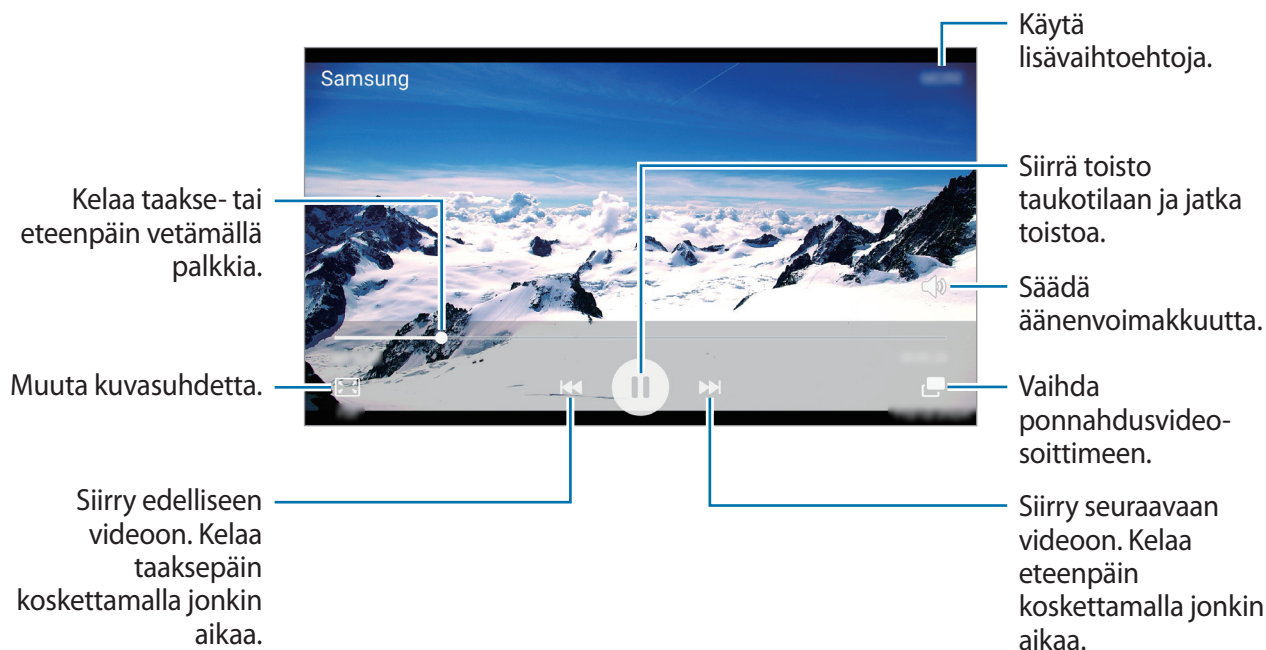 Käytä
lisävaihtoehtoja.
Samsung
Siirrä toisto
taukotilaan ja jatka
toistoa.
Kelaa taakse- tai
eteenpäin vetämällä
palkkia.
Säädä
äänenvoimakkuutta.
Muuta kuvasuhdetta.
Vaihda
ponnahdusvideo-
soittimeen.
Siirry edelliseen
videoon. Kelaa
taaksepäin
koskettamalla jonkin
aikaa.
Siirry seuraavaan
videoon. Kelaa
eteenpäin
koskettamalla jonkin
aikaa.